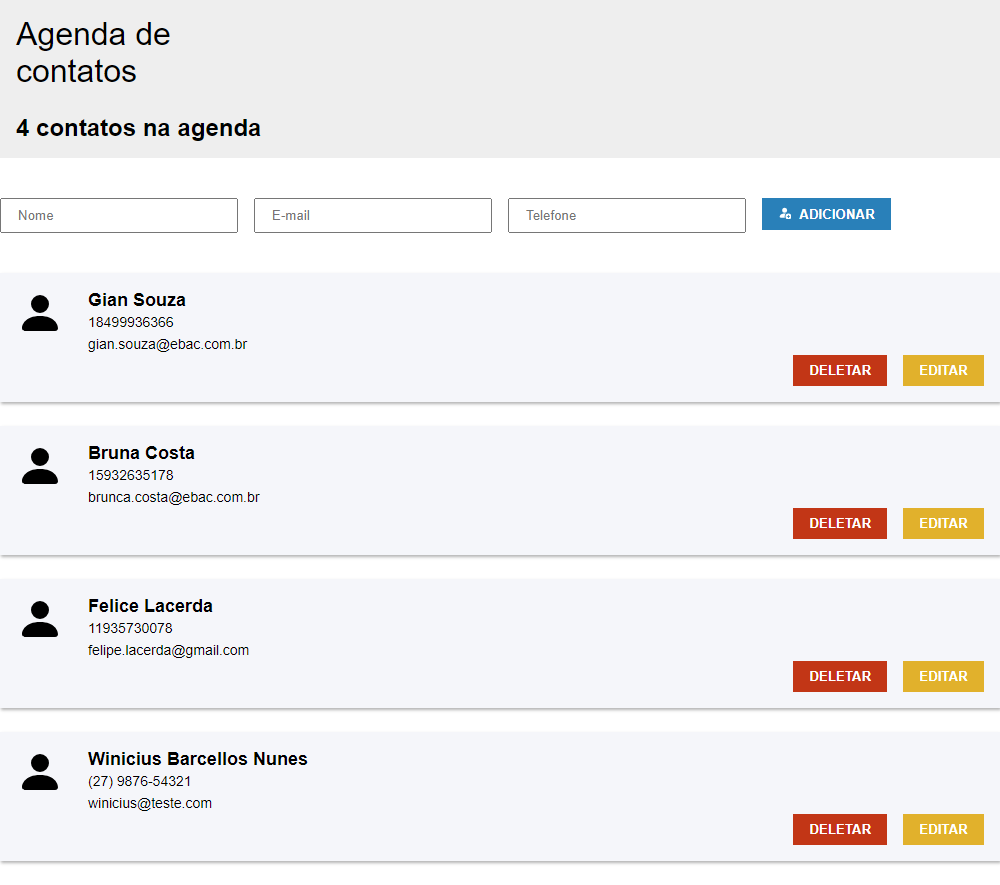 Agenda de
contatos
4 contatos na agenda
Nome
E-mail
Telefone
ADICIONAR
Gian Souza
18499936366
gian.souza@ebac.com.br
DELETAR
EDITAR
Bruna Costa
15932635178
brunca.costa@ebac.com.br
DELETAR
EDITAR
Felice Lacerda
11935730078
felipe.lacerda@gmail.com
DELETAR
EDITAR
Winicius Barcellos Nunes
(27) 9876-54321
winicius@teste.com
DELETAR
EDITAR